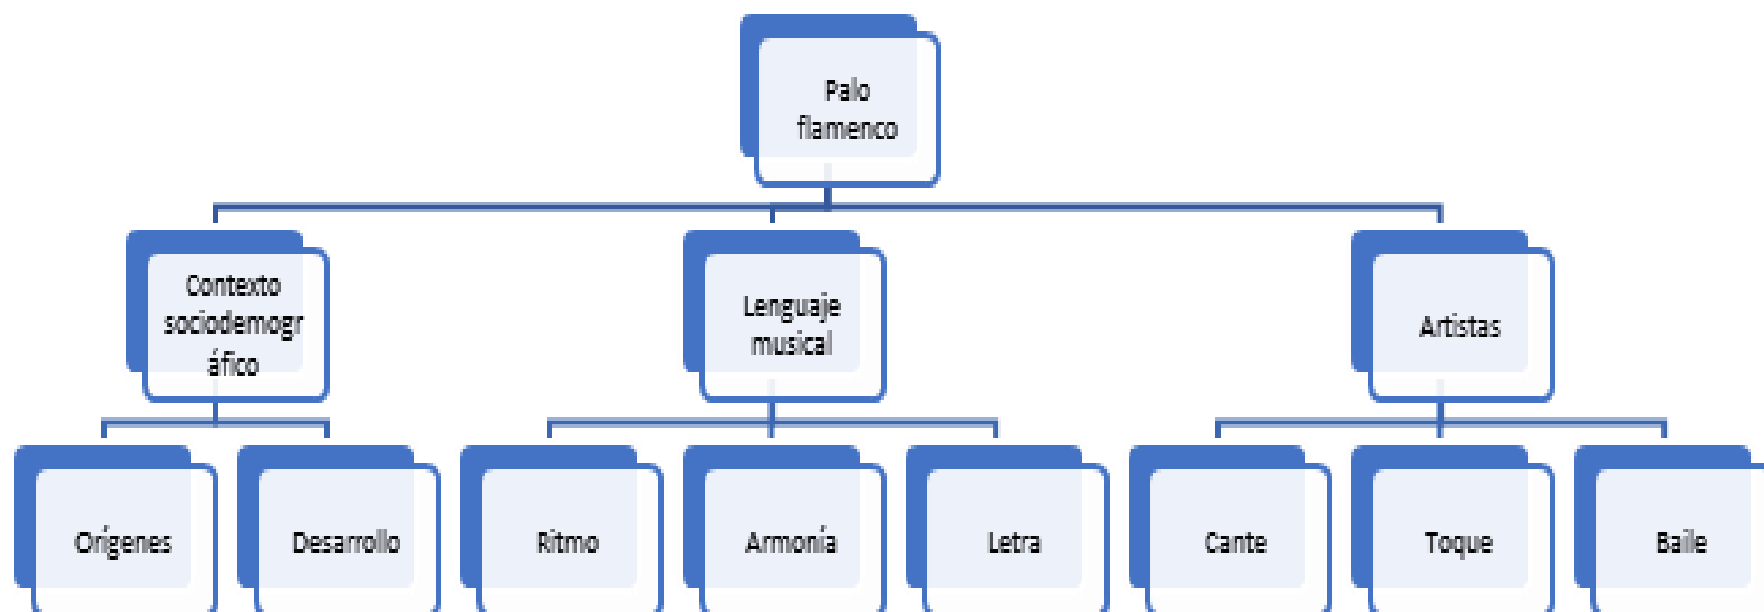 Palo
flamenco
Contexto
sociodemogr
áfico
Lenguaje
musical
Artistas
Orígenes
Desarrollo
Ritmo
Armonía
Letra
Cante
Toque
Baile